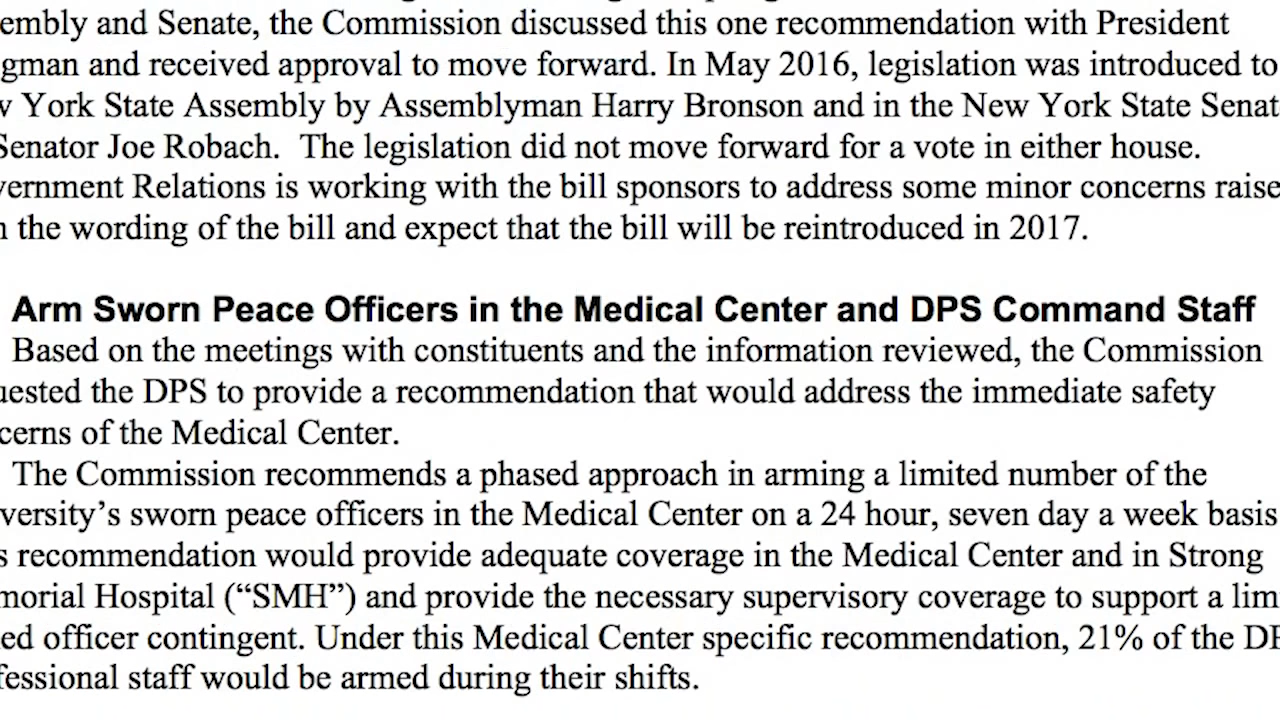 embly and Senate, the Commission discussed this one recommendation with President
gman and received approval to move forward. In May 2016, legislation was introduced to
v York State Assembly by Assemblyman Harry Bronson and in the New York State Senat
Senator Joe Robach.  The legislation did not move forward for a vote in either house.
vernment Relations is working with the bill sponsors to address some minor concerns raise
n the wording of the bill and expect that the bill will be reintroduced in 2017.
Arm Sworn Peace Officers in the Medical Center and DPS Command Staff
Based on the meetings with constituents and the information reviewed, the Commission
uested the DPS to provide a recommendation that would address the immediate safety
cerns of the Medical Center.
The Commission recommends a phased approach in arming a limited number of the
versity’s sworn peace officers in the Medical Center on a 24 hour, seven day a week basis
s recommendation would provide adequate coverage in the Medical Center and in Strong
morial Hospital (“SMH”) and provide the necessary supervisory coverage to support a lim
ed officer contingent. Under this Medical Center specific recommendation, 21% of the DP
fessional staff would be armed during their shifts.